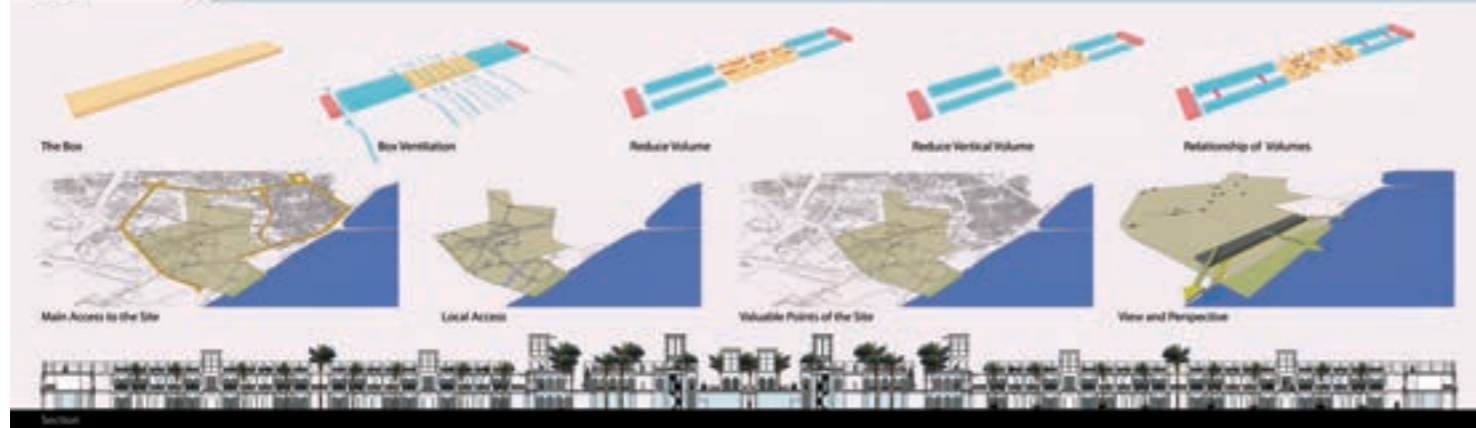 The Box
Box Ventilation
Reduce Volume
Reduce Vertical Volume
Relationship of Volumes
Main Access to the Site
Local Access
Valuable Points of the Site
View and Perspective
Section